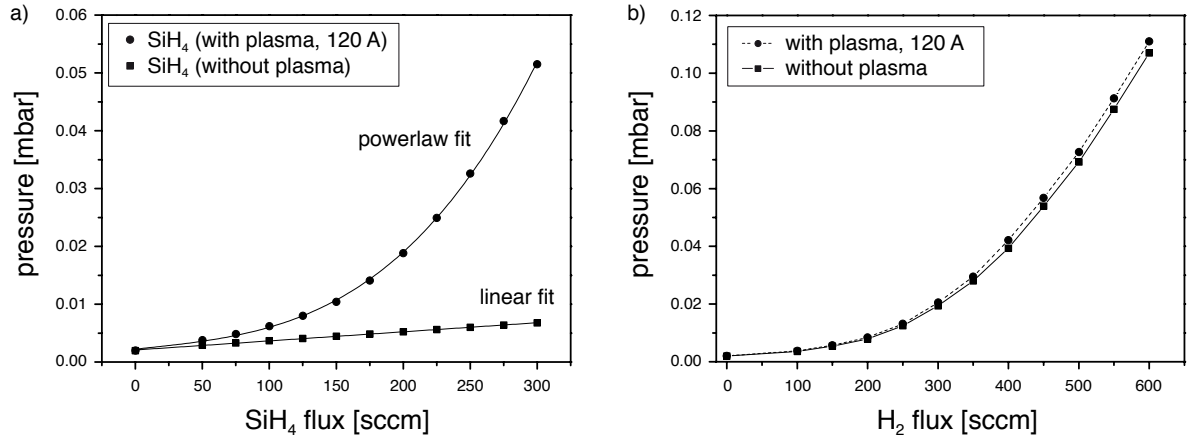 a)
SiH₄ (with plasma, 120 A)
SiH₄ (without plasma)
powerlaw fit
linear fit
pressure [mbar]
0.06
0.05
0.04
0.03
0.02
0.01
0.00
0 50 100 150 200 250 300
SiH₄ flux [sccm]
b)
with plasma, 120 A
without plasma
pressure [mbar]
0.12
0.10
0.08
0.06
0.04
0.02
0.00
0 100 200 300 400 500 600
H₂ flux [sccm]